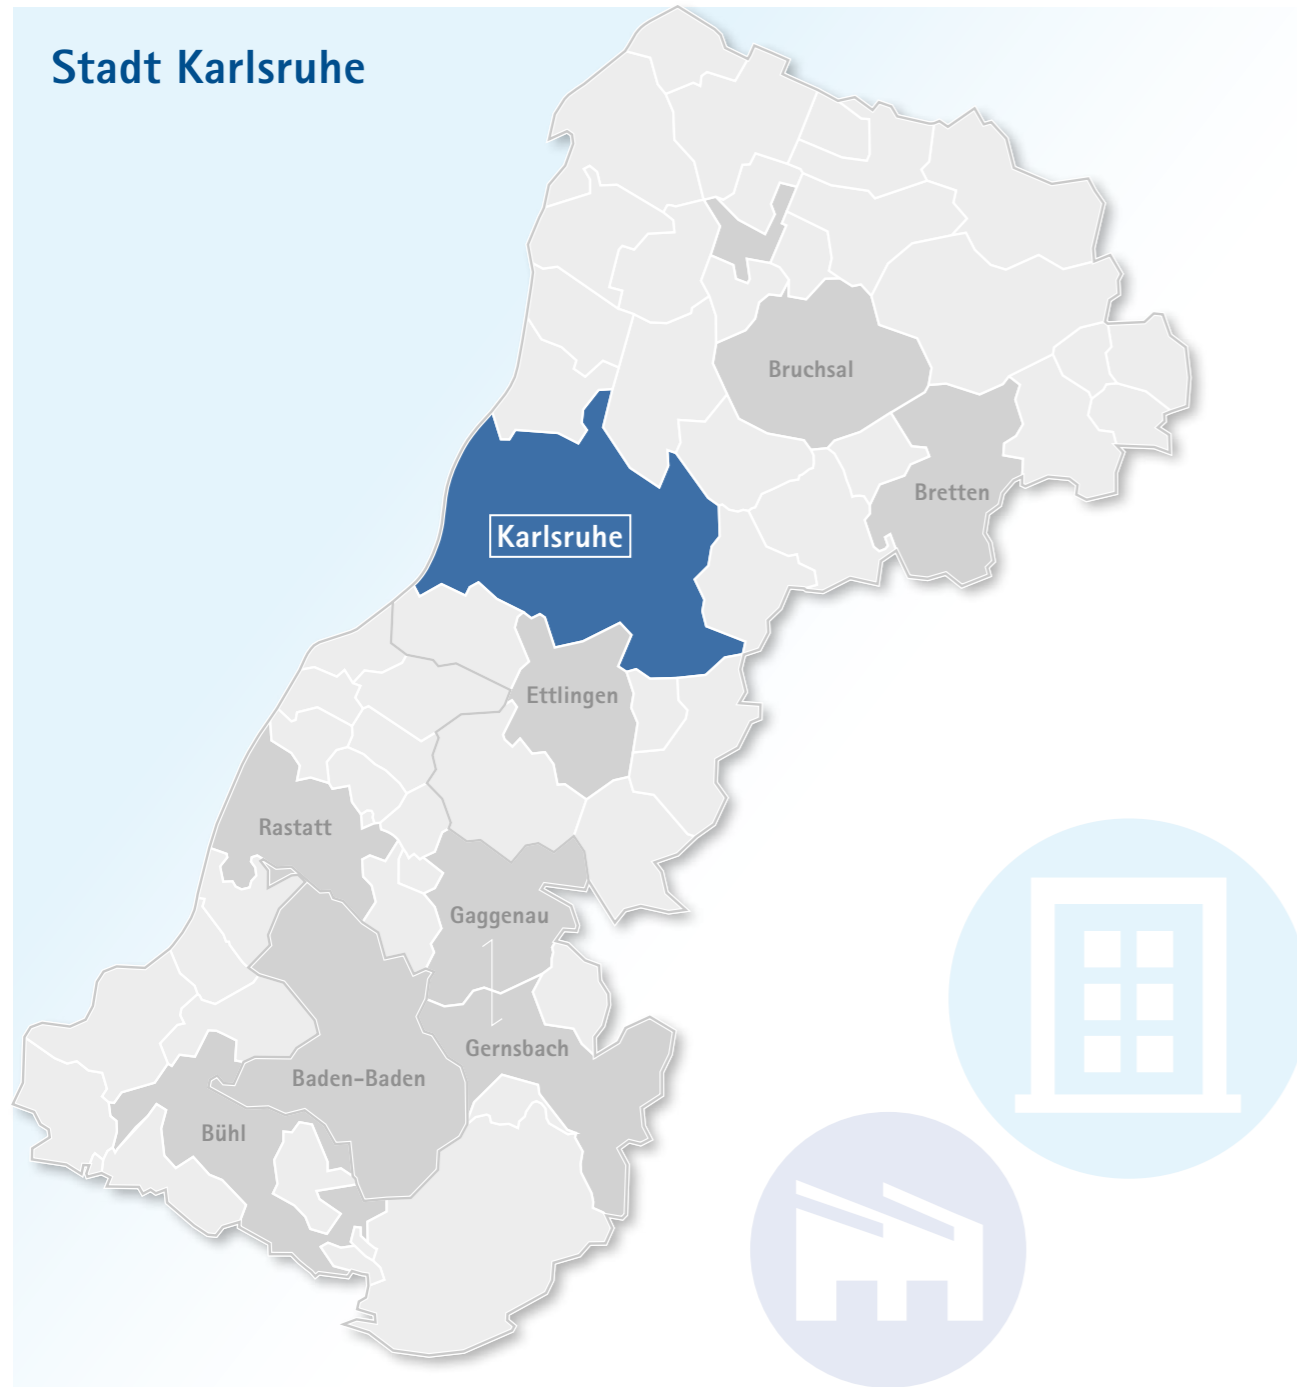 Stadt Karlsruhe
Bruchsal
Bretten
Karlsruhe
Ettlingen
Rastatt
Gaggenau
Gernsbach
Baden-Baden
Bühl